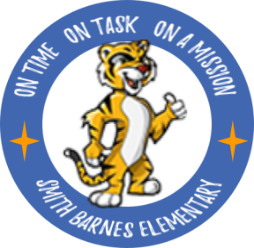 ON TIME ON TASK ON A MISSION
SMITH BARNES ELEMENTARY